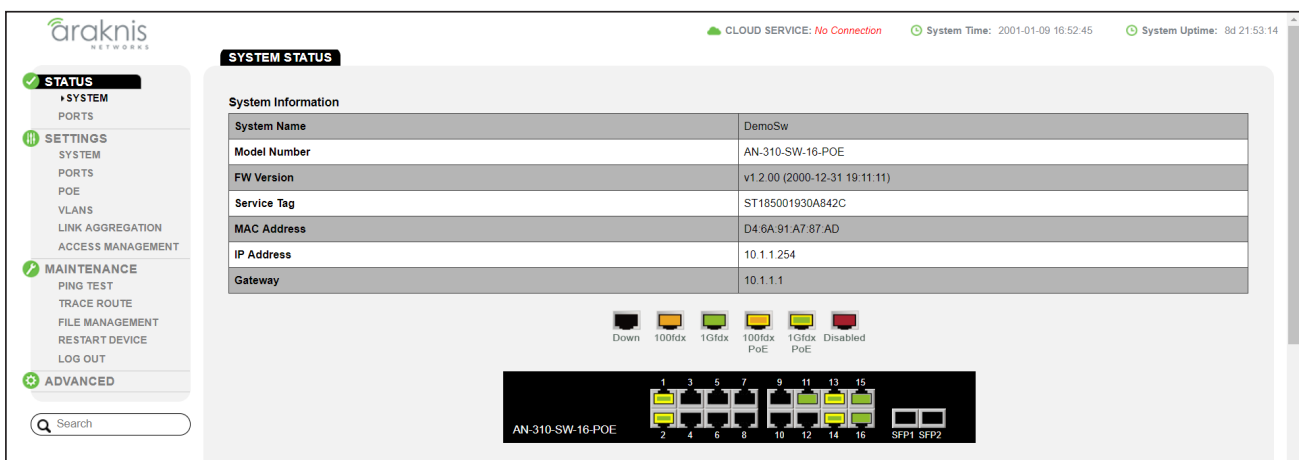 araknis
NETWORKS
CLOUD SERVICE: No Connection
System Time: 2001-01-09 16:52:45
System Uptime: 8d 21:53:14
STATUS
SYSTEM
PORTS
SETTINGS
SYSTEM
PORTS
POE
VLANS
LINK AGGREGATION
ACCESS MANAGEMENT
MAINTENANCE
PING TEST
TRACE ROUTE
FILE MANAGEMENT
RESTART DEVICE
LOG OUT
ADVANCED
Search
SYSTEM STATUS
System Information
System Name DemoSw
Model Number AN-310-SW-16-POE
FW Version v1.2.00 (2000-12-31 19:11:11)
Service Tag ST185001930A842C
MAC Address D4:6A:91:A7:87:AD
IP Address 10.1.1.254
Gateway 10.1.1.1
Down 100fdx 1Gfdx 100fdx PoE 1Gfdx PoE Disabled
1 3 5 7 9 11 13 15
AN-310-SW-16-POE
2 4 6 8 10 12 14 16 SFP1 SFP2